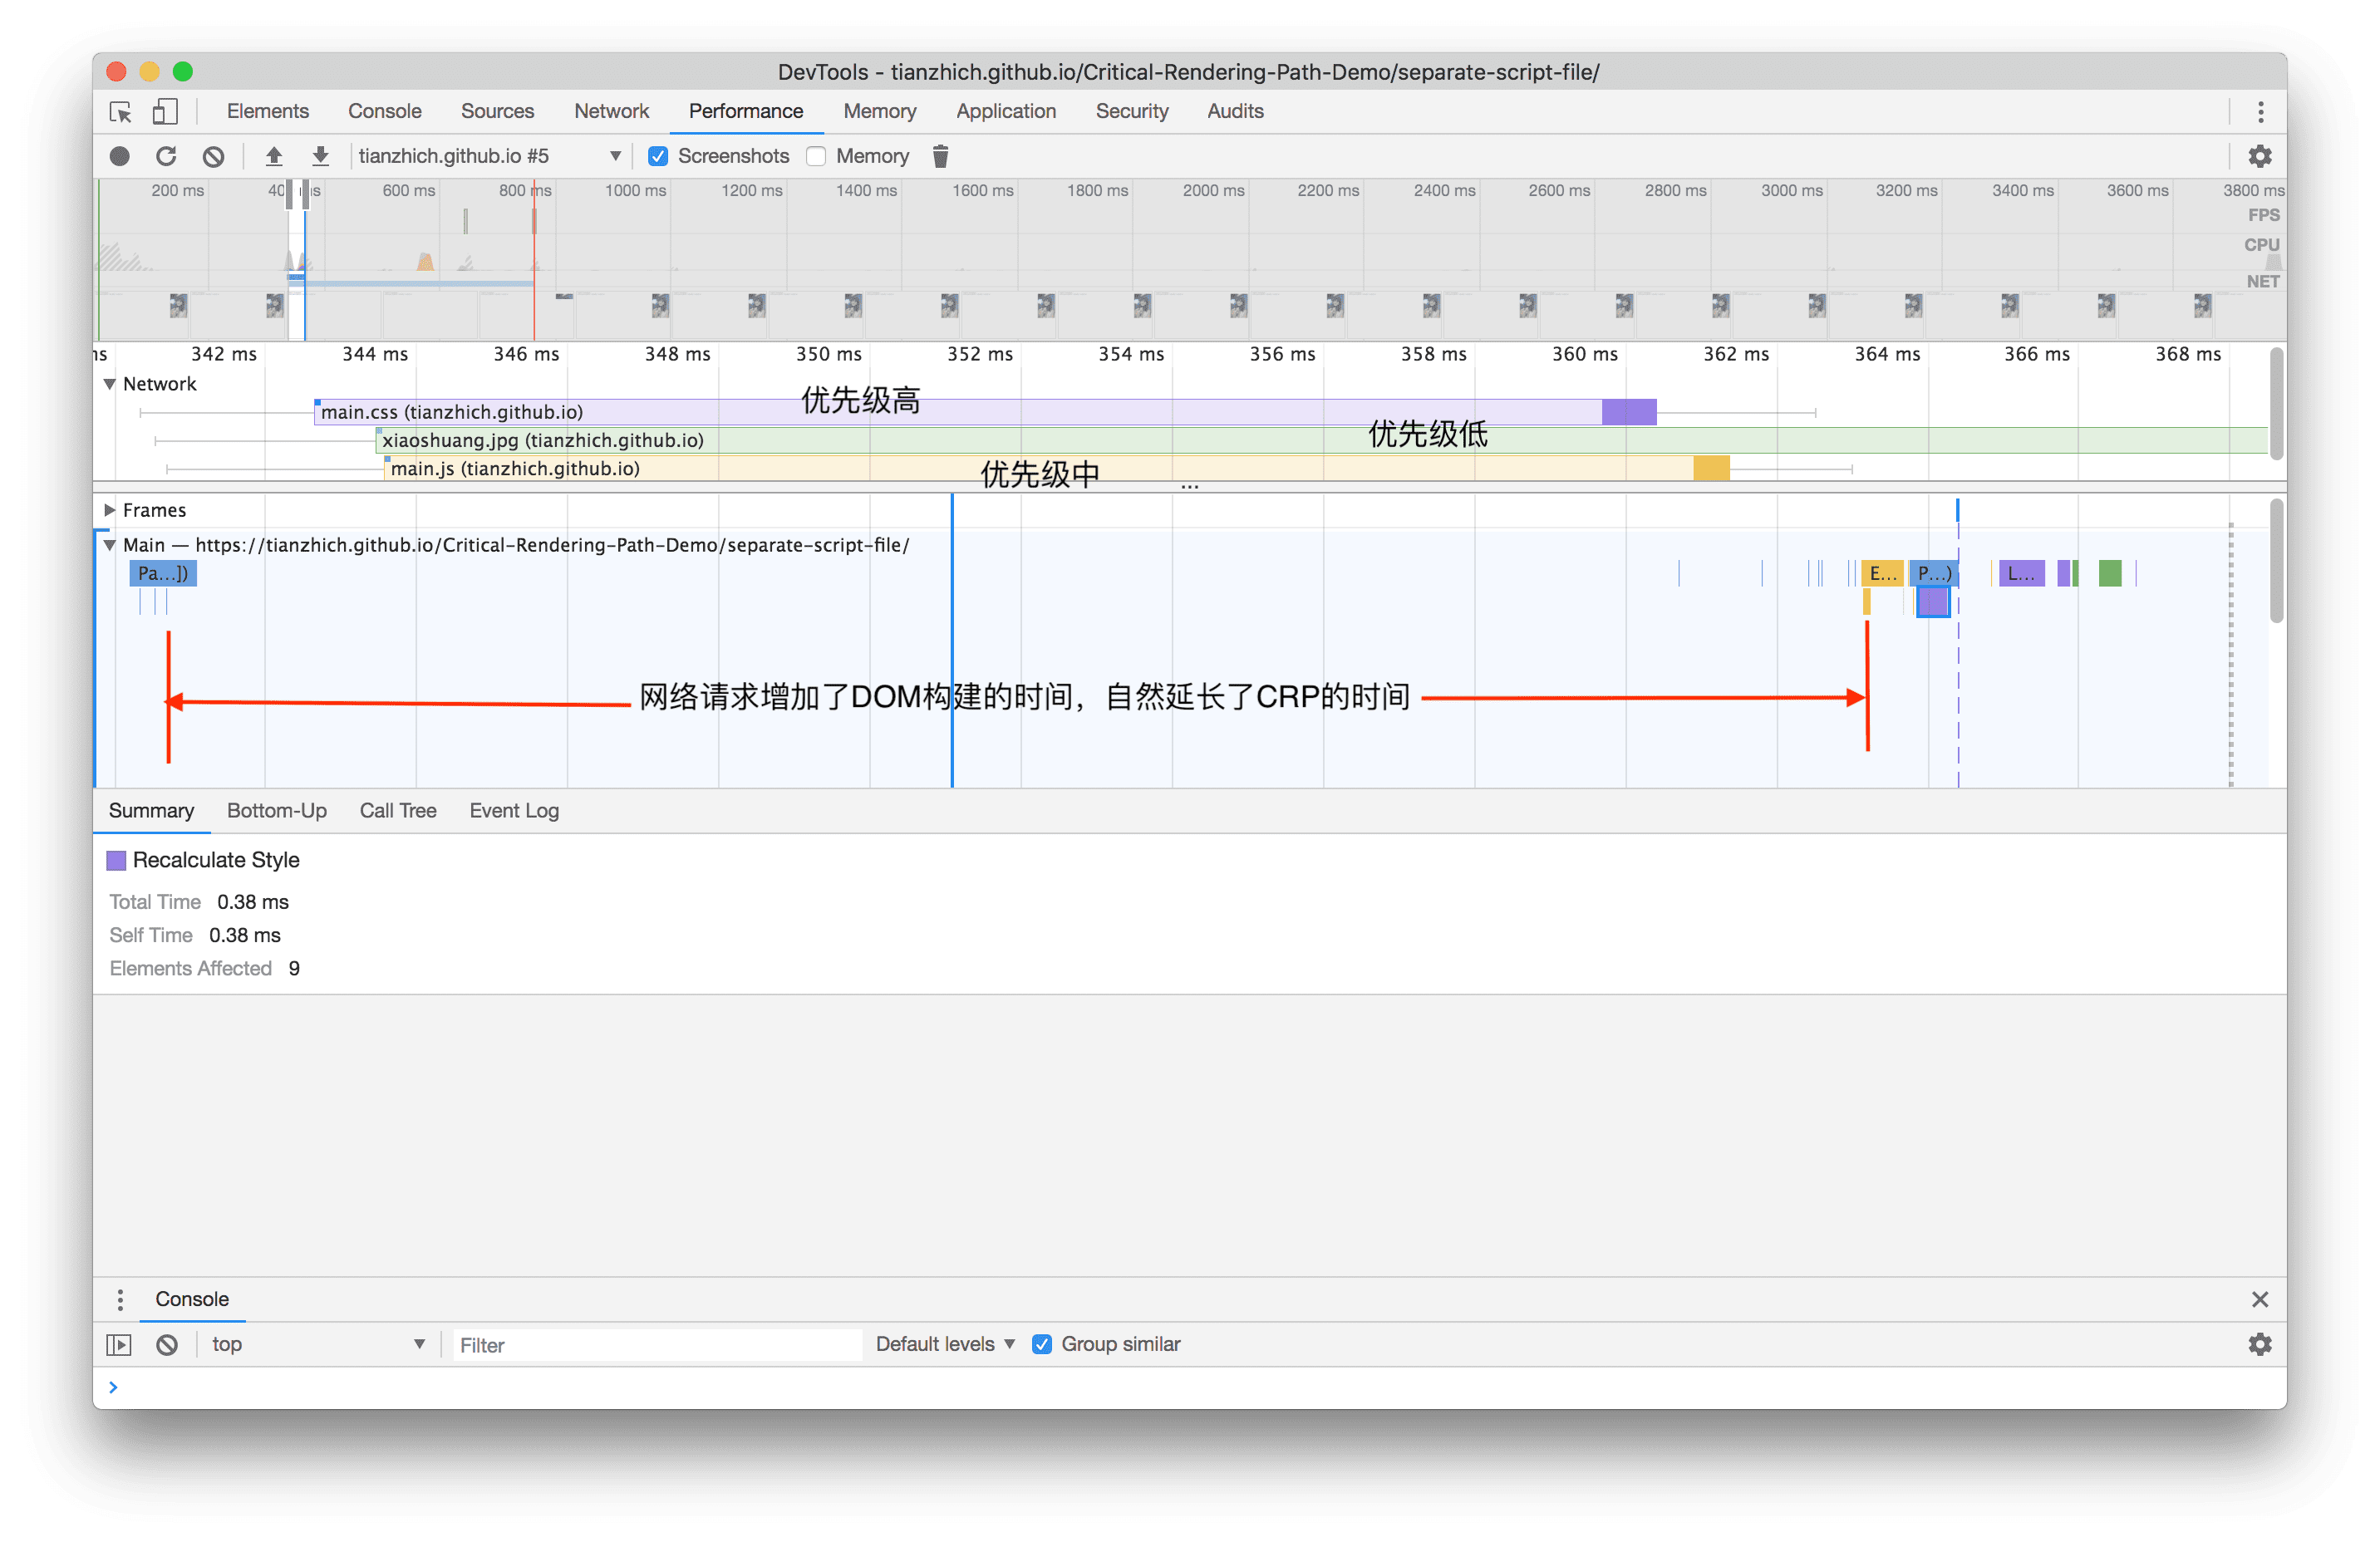 DevTools - tianzhich.github.io/Critical-Rendering-Path-Demo/separate-script-file/
Elements Console Sources Network Performance Memory Application Security Audits
tianzhich.github.io #5 Screenshots Memory
200 ms 600 ms 800 ms 1000 ms 1200 ms 1400 ms 1600 ms 1800 ms 2000 ms 2200 ms 2400 ms 2600 ms 2800 ms 3000 ms 3200 ms 3400 ms 3600 ms 3800 ms
FPS
CPU
NET
342 ms 344 ms 346 ms 348 ms 350 ms 352 ms 354 ms 356 ms 358 ms 360 ms 362 ms 364 ms 366 ms 368 ms
Network
main.css (tianzhich.github.io) 优先级高
xiaoshuang.jpg (tianzhich.github.io) 优先级低
main.js (tianzhich.github.io) 优先级中
...
Frames
Main — https://tianzhich.github.io/Critical-Rendering-Path-Demo/separate-script-file/
Pa...]) E... P...) L...
网络请求增加了DOM构建的时间，自然延长了CRP的时间
Summary Bottom-Up Call Tree Event Log
Recalculate Style
Total Time 0.38 ms
Self Time 0.38 ms
Elements Affected 9
Console
top Filter Default levels Group similar